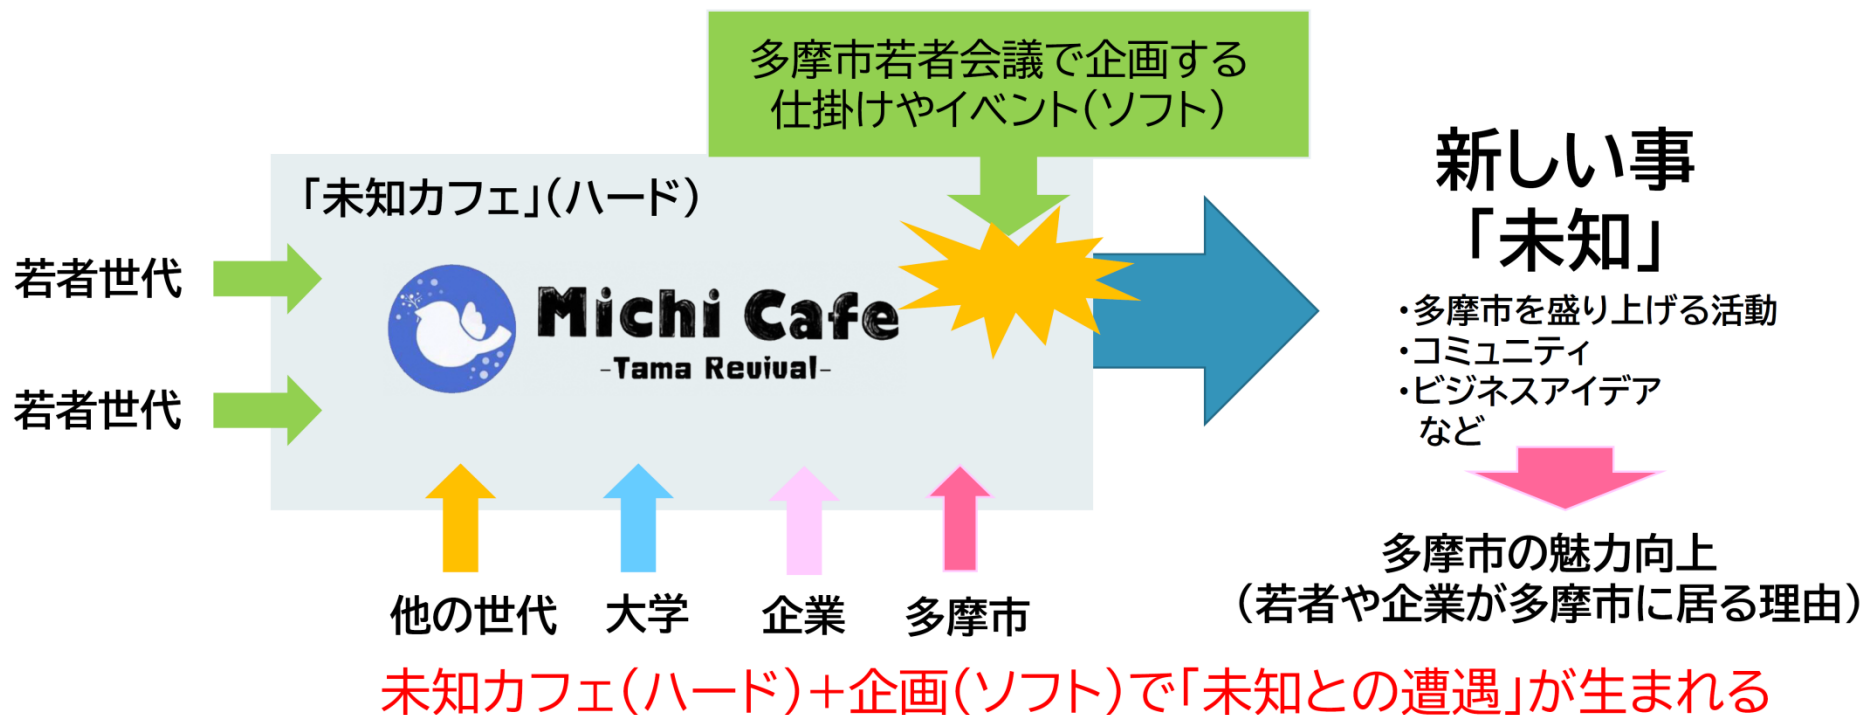 多摩市若者会議で企画する
仕掛けやイベント(ソフト)
「未知カフェ」(ハード)
若者世代
若者世代
Michi Cafe
-Tama Revival-
他の世代
大学
企業
多摩市
新しい事
「未知」
・多摩市を盛り上げる活動
・コミュニティ
・ビジネスアイデア
など
多摩市の魅力向上
(若者や企業が多摩市に居る理由)
未知カフェ(ハード)+企画(ソフト)で「未知との遭遇」が生まれる